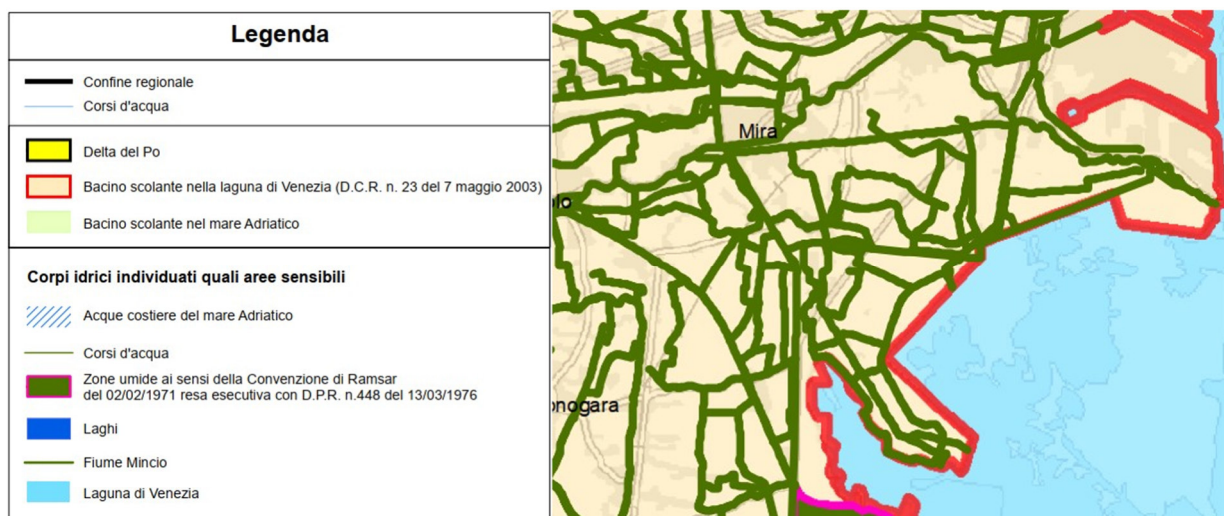 Legenda
Confine regionale
Corsi d'acqua
Delta del Po
Bacino scolante nella laguna di Venezia (D.C.R. n. 23 del 7 maggio 2003)
Bacino scolante nel mare Adriatico
Corpi idrici individuati quali aree sensibili
Acque costiere del mare Adriatico
Corsi d'acqua
Zone umide ai sensi della Convenzione di Ramsar
del 02/02/1971 resa esecutiva con D.P.R. n.448 del 13/03/1976
Laghi
Fiume Mincio
Laguna di Venezia
Mira
olo
onogara